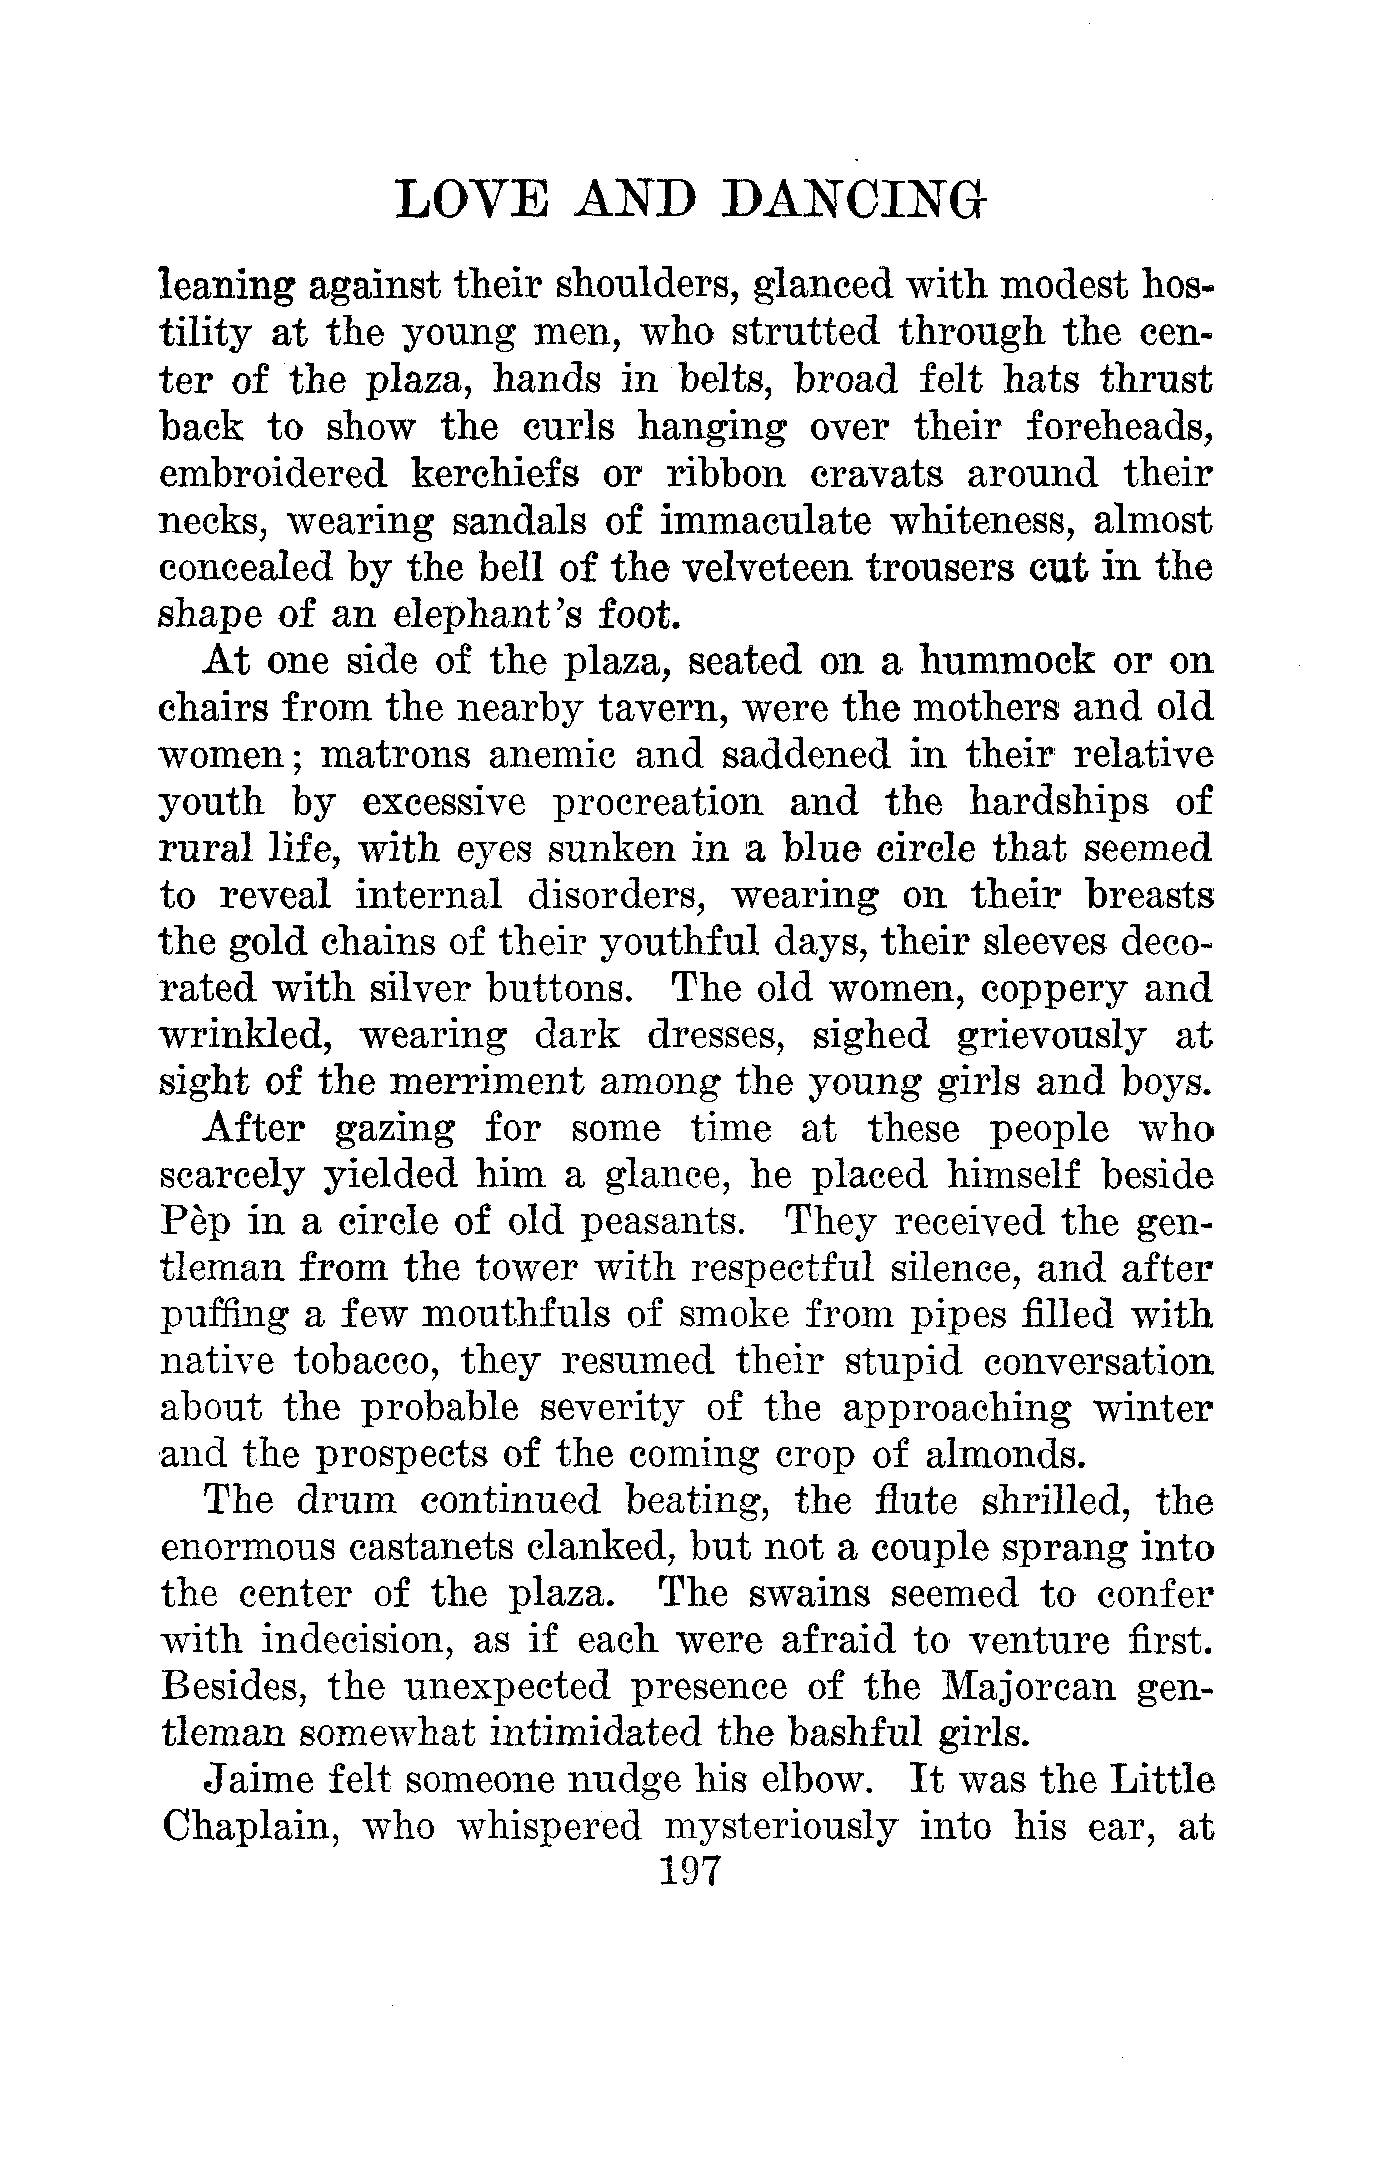 LOVE AND DANCING
leaning against their shoulders, glanced with modest hos-
tility at the young men, who strutted through the cen-
ter of the plaza, hands in belts, broad felt hats thrust
back to show the curls hanging over their foreheads,
embroidered kerchiefs or ribbon cravats around their
necks, wearing sandals of immaculate whiteness, almost
concealed by the bell of the velveteen trousers cut in the
shape of an elephant's foot.
At one side of the plaza, seated on a hummock or on
chairs from the nearby tavern, were the mothers and old
women; matrons anemic and saddened in their relative
youth by excessive procreation and the hardships of
rural life, with eyes sunken in a blue circle that seemed
to reveal internal disorders, wearing on their breasts
the gold chains of their youthful days, their sleeves deco-
rated with silver buttons. The old women, coppery and
wrinkled, wearing dark dresses, sighed grievously at
sight of the merriment among the young girls and boys.
After gazing for some time at these people who
scarcely yielded him a glance, he placed himself beside
Pèp in a circle of old peasants. They received the gen-
tleman from the tower with respectful silence, and after
puffing a few mouthfuls of smoke from pipes filled with
native tobacco, they resumed their stupid conversation
about the probable severity of the approaching winter
and the prospects of the coming crop of almonds.
The drum continued beating, the flute shrilled, the
enormous castanets clanked, but not a couple sprang into
the center of the plaza. The swains seemed to confer
with indecision, as if each were afraid to venture first.
Besides, the unexpected presence of the Majorcan gen-
tleman somewhat intimidated the bashful girls.
Jaime felt someone nudge his elbow. It was the Little
Chaplain, who whispered mysteriously into his ear, at
197